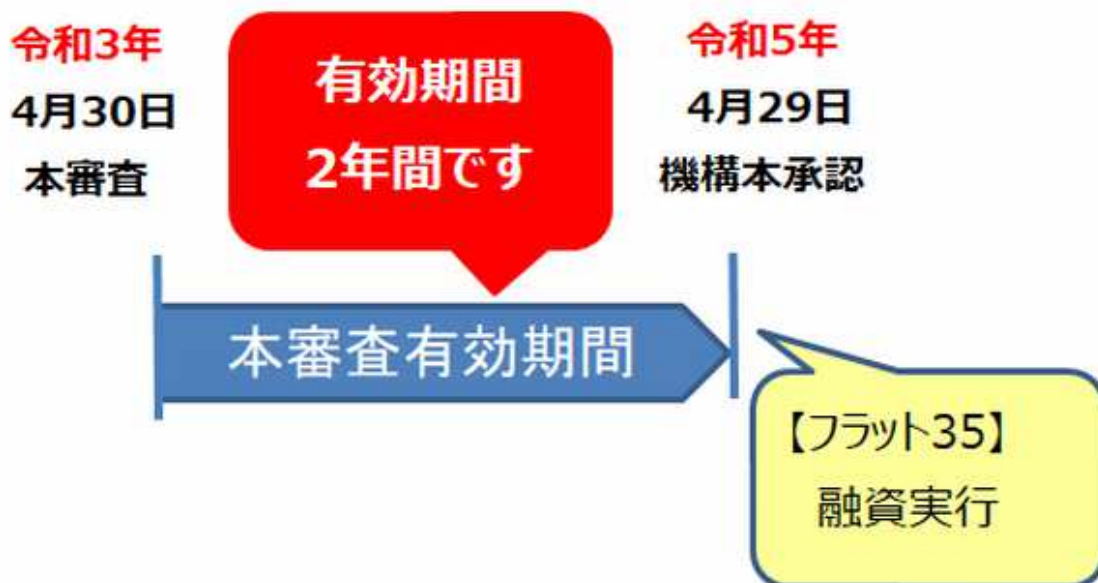 令和3年
4月30日
本審査
有効期間
2年間です
令和5年
4月29日
機構本承認
本審査有効期間
【フラット35】
融資実行